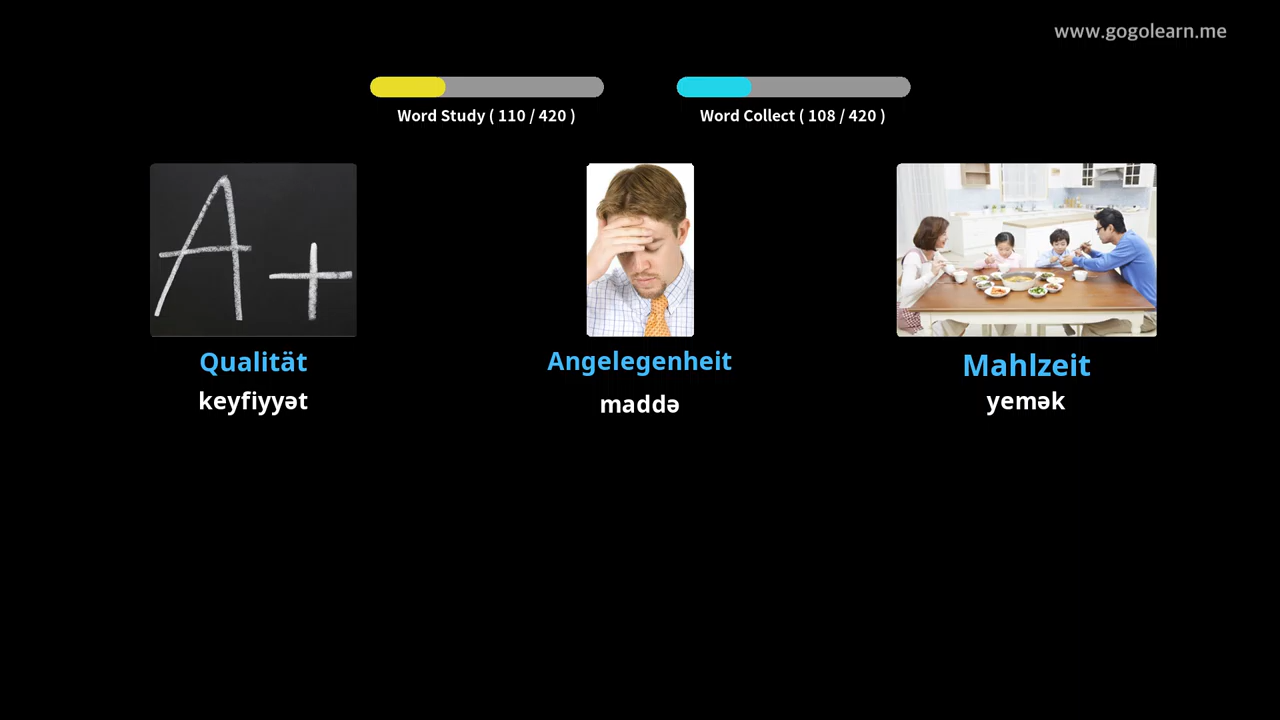 www.gogolearn.me
Word Study ( 110 / 420 )
Word Collect ( 108 / 420 )
A+
Qualität
keyfiyyət
Angelegenheit
maddə
Mahlzeit
yemək